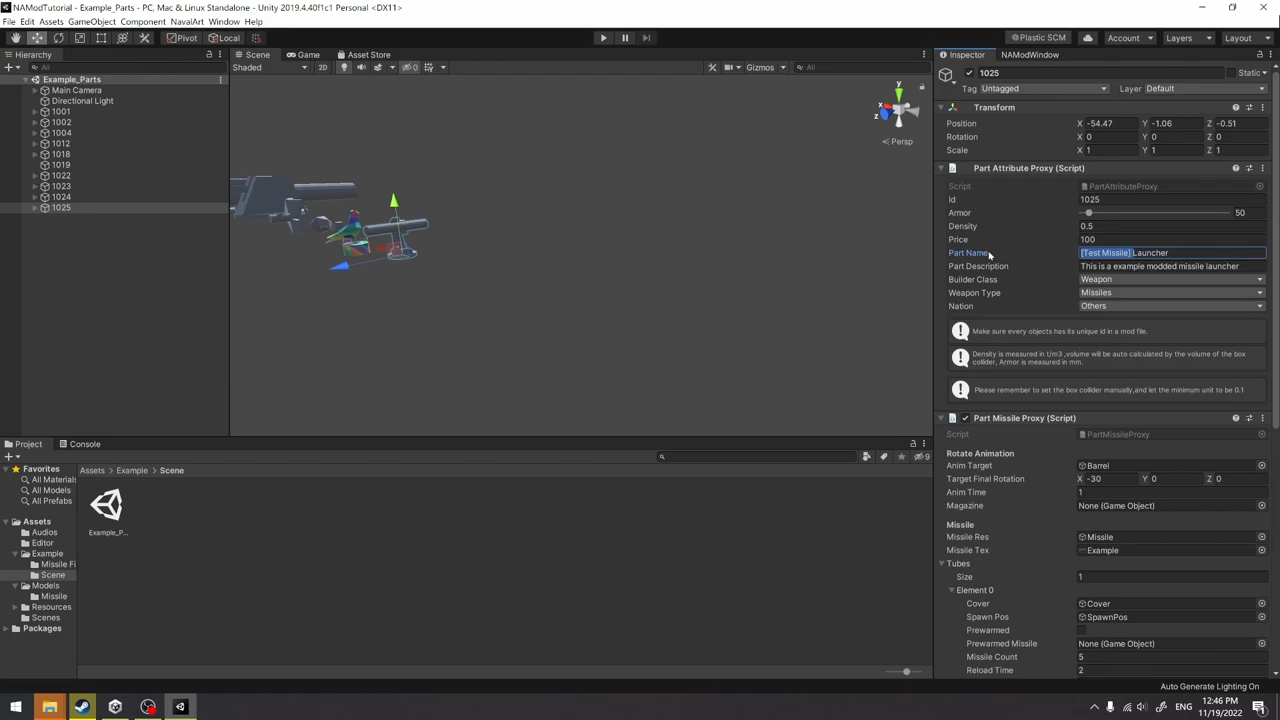 NAModTutorial - Example_Parts - PC, Mac & Linux Standalone - Unity 2019.4.40f1c1 Personal <DX11>
File Edit Assets GameObject Component NavalArt Window Help
Pivot Local Plastic SCM Account Layers Layout
Hierarchy
All
Example_Parts
Main Camera
Directional Light
1001
1002
1004
1012
1018
1019
1022
1023
1024
1025
Scene Game Asset Store
Shaded 2D 0 Gizmos All
y
x
z
Persp
Inspector NAModWindow
1025 Static
Tag Untagged Layer Default
Transform
Position X -54.47 Y -1.06 Z -0.51
Rotation X 0 Y 0 Z 0
Scale X 1 Y 1 Z 1
Part Attribute Proxy (Script)
Script PartAttributeProxy
Id 1025
Armor 50
Density 0.5
Price 100
Part Name [Test Missile] Launcher
Part Description This is a example modded missile launcher
Builder Class Weapon
Weapon Type Missiles
Nation Others
Make sure every objects has its unique id in a mod file.
Density is measured in t/m3 ,volume will be auto calculated by the volume of the box
collider, Armor is measured in mm.
Please remember to set the box collider manually,and let the minimum unit to be 0.1
Part Missile Proxy (Script)
Script PartMissileProxy
Rotate Animation
Anim Target Barrel
Target Final Rotation X -30 Y 0 Z 0
Anim Time 1
Magazine None (Game Object)
Missile
Missile Res Missile
Missile Tex Example
Tubes
Size 1
Element 0
Cover Cover
Spawn Pos SpawnPos
Prewarmed
Prewarmed Missile None (Game Object)
Missile Count 5
Reload Time 2
Project Console
9
Favorites
All Materials
All Models
All Prefabs
Assets
Audios
Editor
Example
Missile Fi
Scene
Models
Missile
Resources
Scenes
Packages
Assets Example Scene
Example_P...
Auto Generate Lighting On
ENG 12:46 PM
11/19/2022